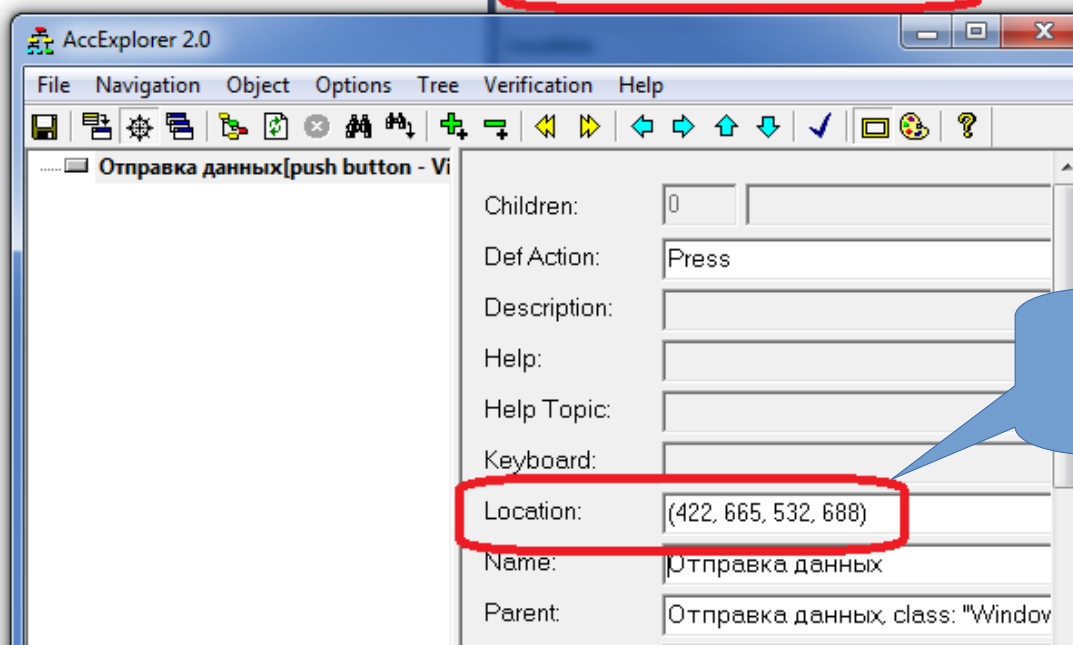 AccExplorer 2.0
File Navigation Object Options Tree Verification Help
Отправка данных[push button - Vi
Children: 0
Def Action: Press
Description:
Help:
Help Topic:
Keyboard:
Location: (422, 665, 532, 688)
Name: Отправка данных
Parent: Отправка данных, class: "Window